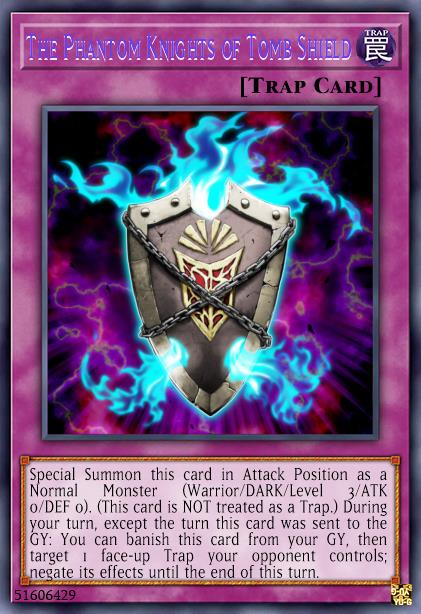 The Phantom Knights of Tomb Shield
TRAP
罠
[Trap Card]
Special Summon this card in Attack Position as a
Normal Monster (Warrior/DARK/Level 3/ATK
0/DEF 0). (This card is NOT treated as a Trap.) During
your turn, except the turn this card was sent to the
GY: You can banish this card from your GY, then
target 1 face-up Trap your opponent controls;
negate its effects until the end of this turn.
51606429